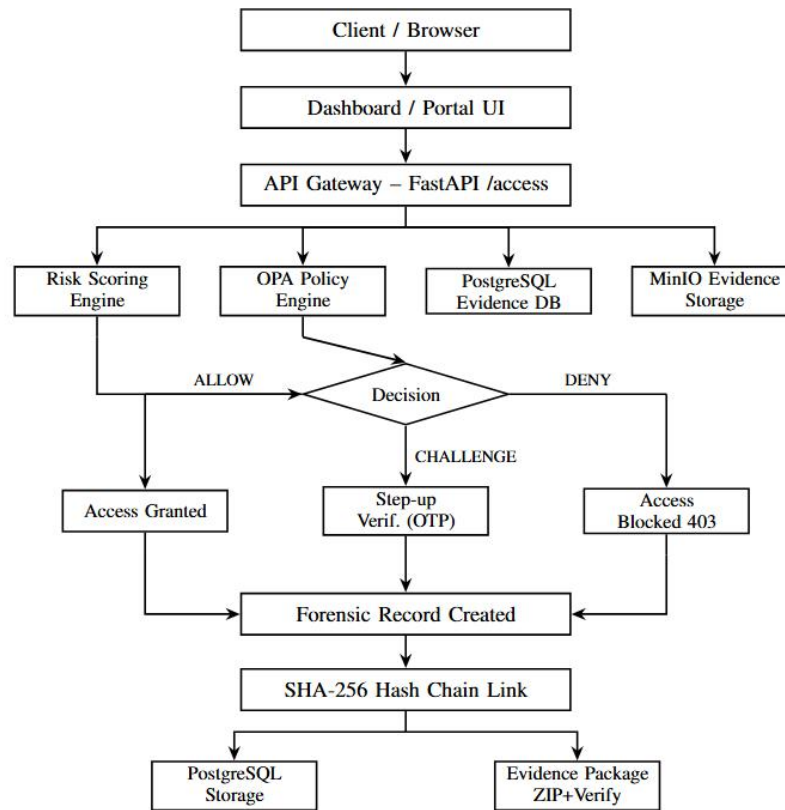 Client / Browser
Dashboard / Portal UI
API Gateway – FastAPI /access
Risk Scoring
Engine
OPA Policy
Engine
PostgreSQL
Evidence DB
MinIO Evidence
Storage
ALLOW
Decision
DENY
CHALLENGE
Access Granted
Step-up
Verif. (OTP)
Access
Blocked 403
Forensic Record Created
SHA-256 Hash Chain Link
PostgreSQL
Storage
Evidence Package
ZIP+Verify